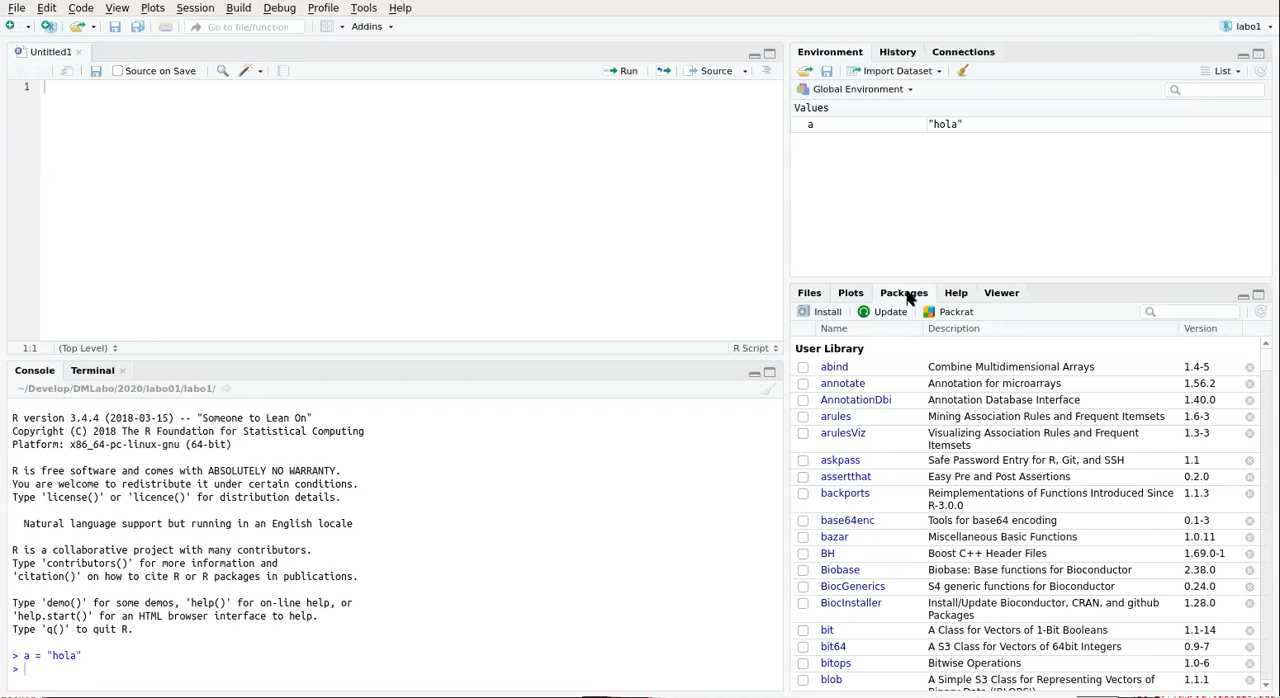 File Edit Code View Plots Session Build Debug Profile Tools Help
Go to file/function Addins labo1
Untitled1
Source on Save Run Source
1
1:1 (Top Level) R Script
Console Terminal
~/Develop/DMLabo/2020/labo01/labo1/
R version 3.4.4 (2018-03-15) -- "Someone to Lean On"
Copyright (C) 2018 The R Foundation for Statistical Computing
Platform: x86_64-pc-linux-gnu (64-bit)
R is free software and comes with ABSOLUTELY NO WARRANTY.
You are welcome to redistribute it under certain conditions.
Type 'license()' or 'licence()' for distribution details.
Natural language support but running in an English locale
R is a collaborative project with many contributors.
Type 'contributors()' for more information and
'citation()' on how to cite R or R packages in publications.
Type 'demo()' for some demos, 'help()' for on-line help, or
'help.start()' for an HTML browser interface to help.
Type 'q()' to quit R.
> a = "hola"
>
Environment History Connections
Import Dataset List
Global Environment
Values
a "hola"
Files Plots Packages Help Viewer
Install Update Packrat
Name Description Version
User Library
abind Combine Multidimensional Arrays 1.4-5
annotate Annotation for microarrays 1.56.2
AnnotationDbi Annotation Database Interface 1.40.0
arules Mining Association Rules and Frequent Itemsets 1.6-3
arulesViz Visualizing Association Rules and Frequent 1.3-3
Itemsets
askpass Safe Password Entry for R, Git, and SSH 1.1
assertthat Easy Pre and Post Assertions 0.2.0
backports Reimplementations of Functions Introduced Since 1.1.3
R-3.0.0
base64enc Tools for base64 encoding 0.1-3
bazar Miscellaneous Basic Functions 1.0.11
BH Boost C++ Header Files 1.69.0-1
Biobase Biobase: Base functions for Bioconductor 2.38.0
BiocGenerics S4 generic functions for Bioconductor 0.24.0
BiocInstaller Install/Update Bioconductor, CRAN, and github 1.28.0
Packages
bit A Class for Vectors of 1-Bit Booleans 1.1-14
bit64 A S3 Class for Vectors of 64bit Integers 0.9-7
bitops Bitwise Operations 1.0-6
blob A Simple S3 Class for Representing Vectors of 1.1.1
Binary Data ('BLOBS')